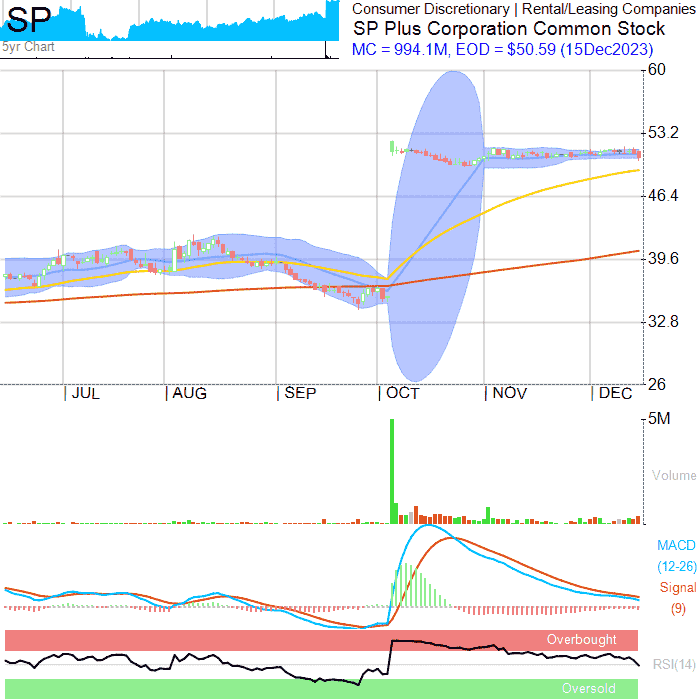 SP
5yr Chart
Consumer Discretionary | Rental/Leasing Companies
SP Plus Corporation Common Stock
MC = 994.1M, EOD = $50.59 (15Dec2023)
60
53.2
46.4
39.6
32.8
26
| JUL | AUG | SEP | OCT | NOV | DEC
5M
Volume
MACD
(12-26)
Signal
(9)
Overbought
RSI(14)
Oversold